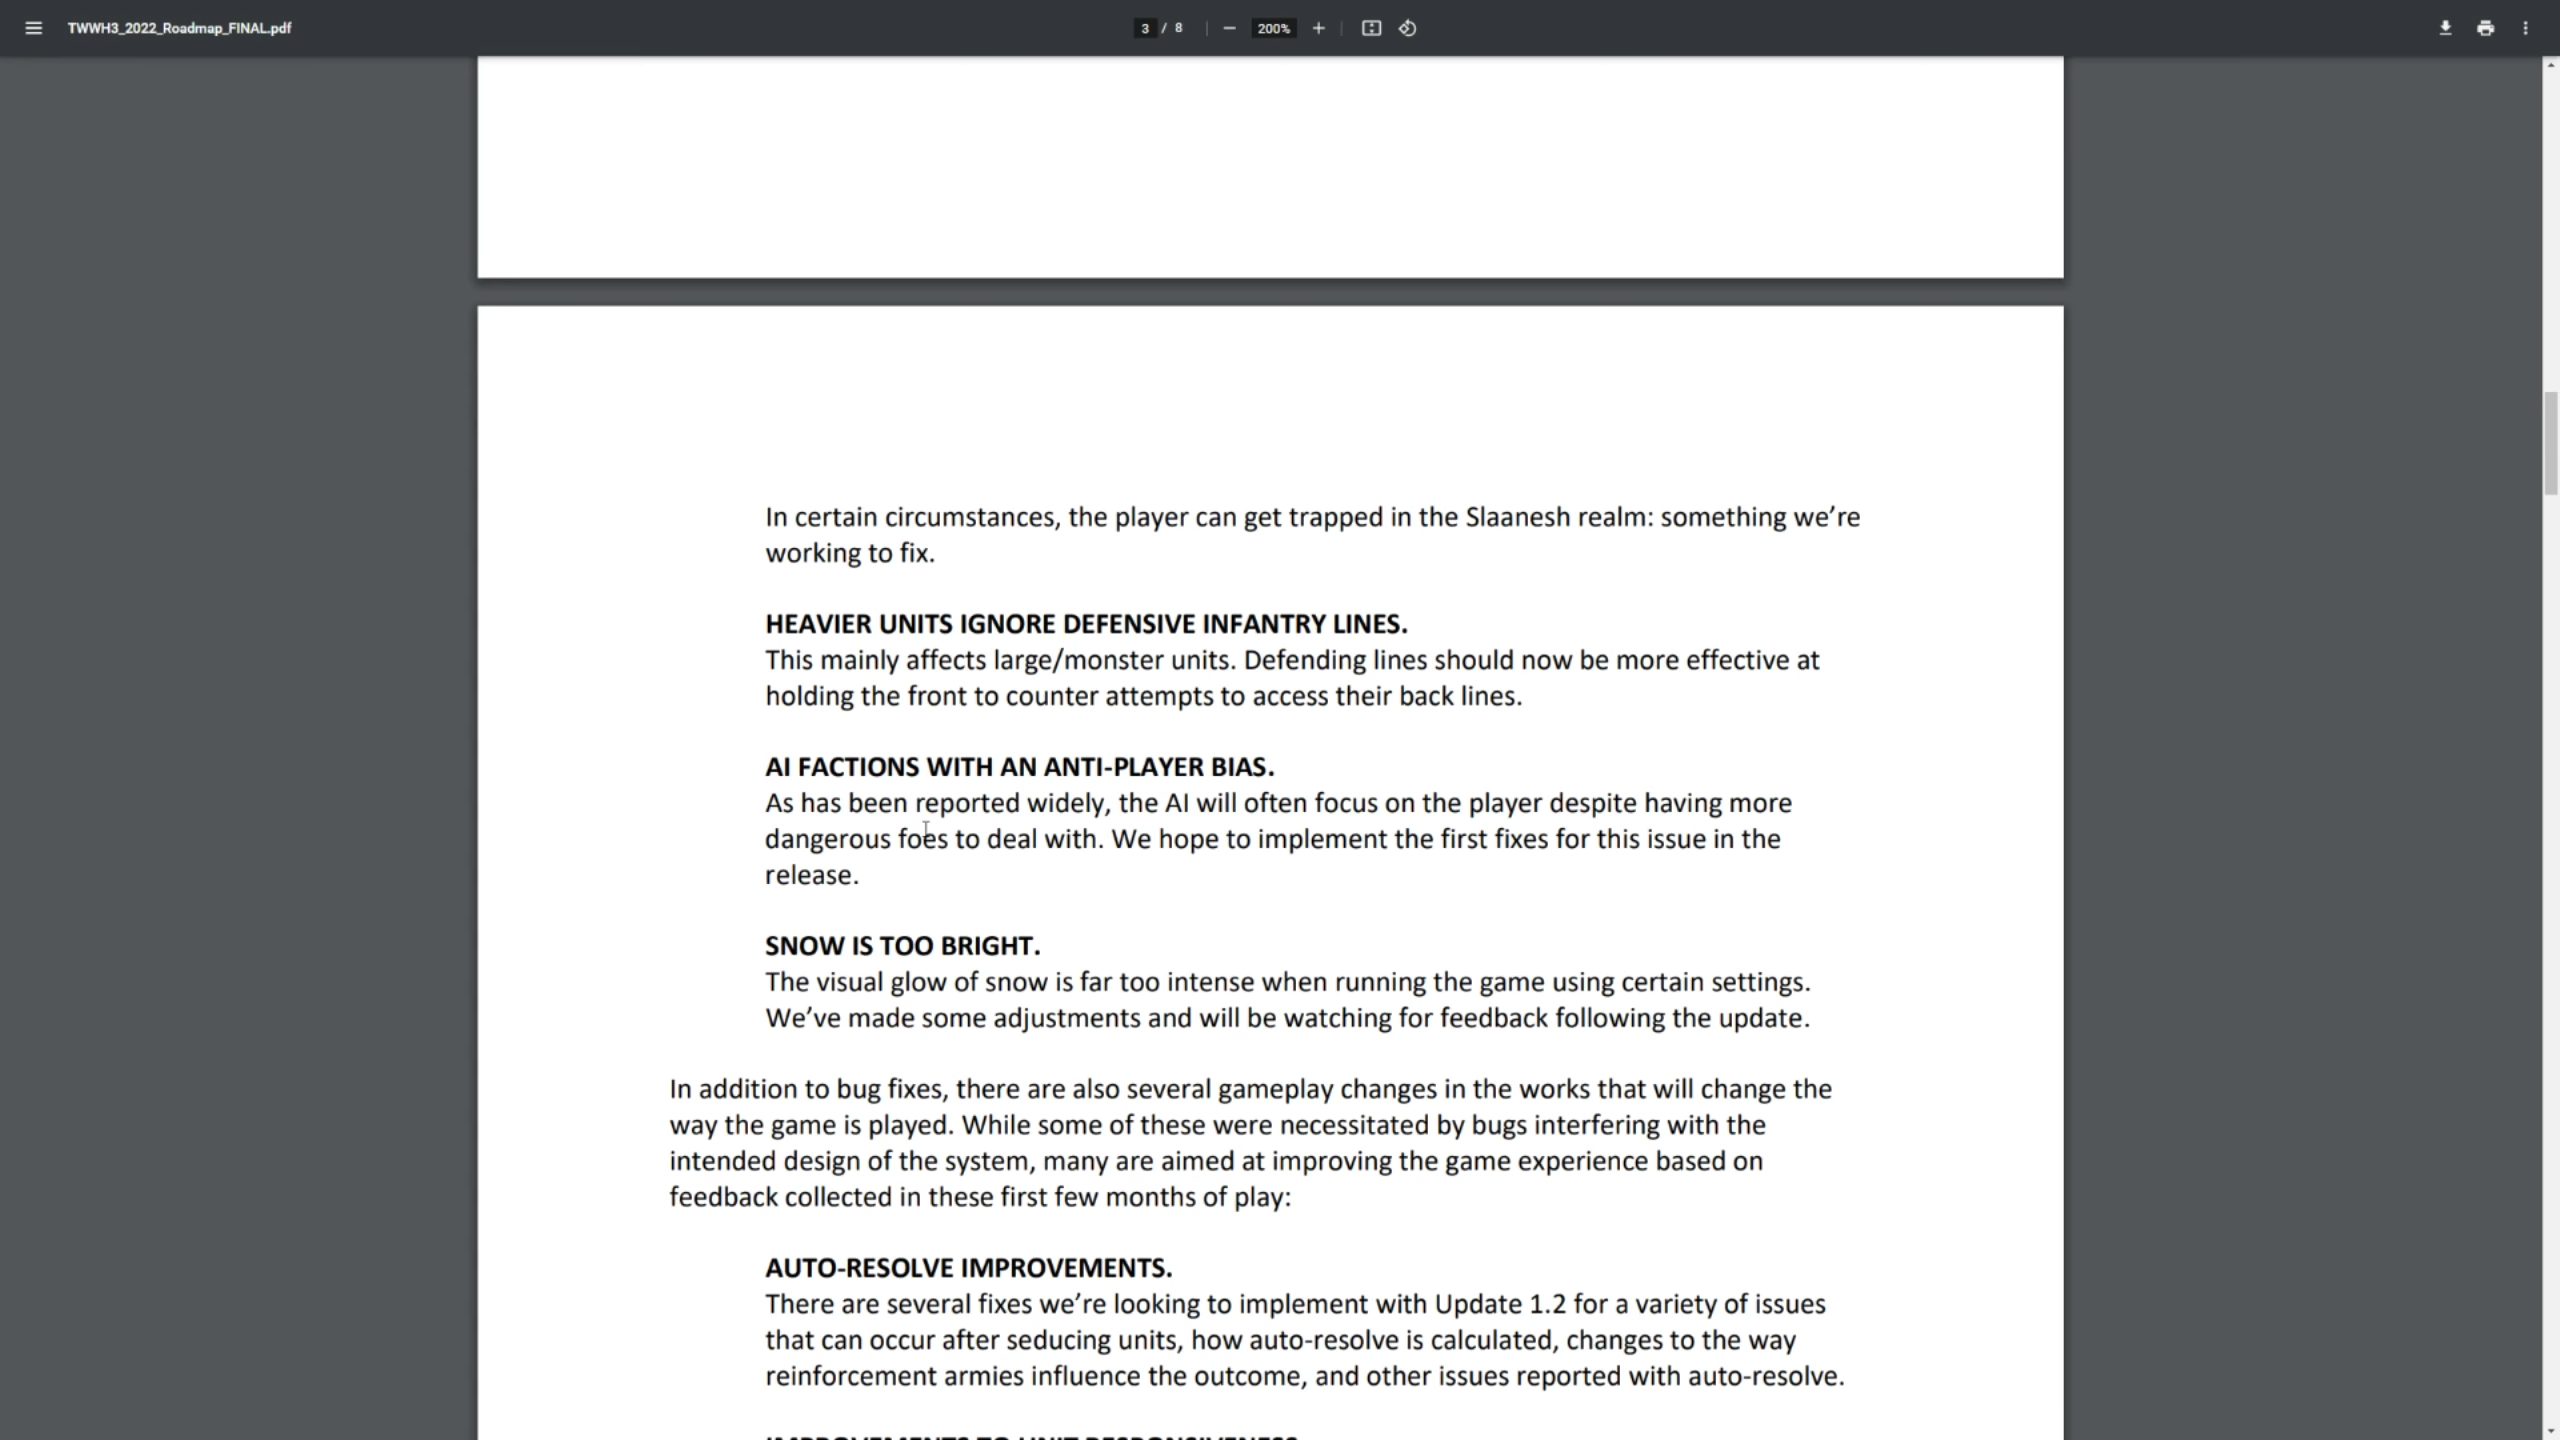 TWWH3_2022_Roadmap_FINAL.pdf
3 / 8
200%
In certain circumstances, the player can get trapped in the Slaanesh realm: something we’re
working to fix.
HEAVIER UNITS IGNORE DEFENSIVE INFANTRY LINES.
This mainly affects large/monster units. Defending lines should now be more effective at
holding the front to counter attempts to access their back lines.
AI FACTIONS WITH AN ANTI-PLAYER BIAS.
As has been reported widely, the AI will often focus on the player despite having more
dangerous foes to deal with. We hope to implement the first fixes for this issue in the
release.
SNOW IS TOO BRIGHT.
The visual glow of snow is far too intense when running the game using certain settings.
We’ve made some adjustments and will be watching for feedback following the update.
In addition to bug fixes, there are also several gameplay changes in the works that will change the
way the game is played. While some of these were necessitated by bugs interfering with the
intended design of the system, many are aimed at improving the game experience based on
feedback collected in these first few months of play:
AUTO-RESOLVE IMPROVEMENTS.
There are several fixes we’re looking to implement with Update 1.2 for a variety of issues
that can occur after seducing units, how auto-resolve is calculated, changes to the way
reinforcement armies influence the outcome, and other issues reported with auto-resolve.
IMPROVEMENTS TO UNIT RESPONSIVENESS